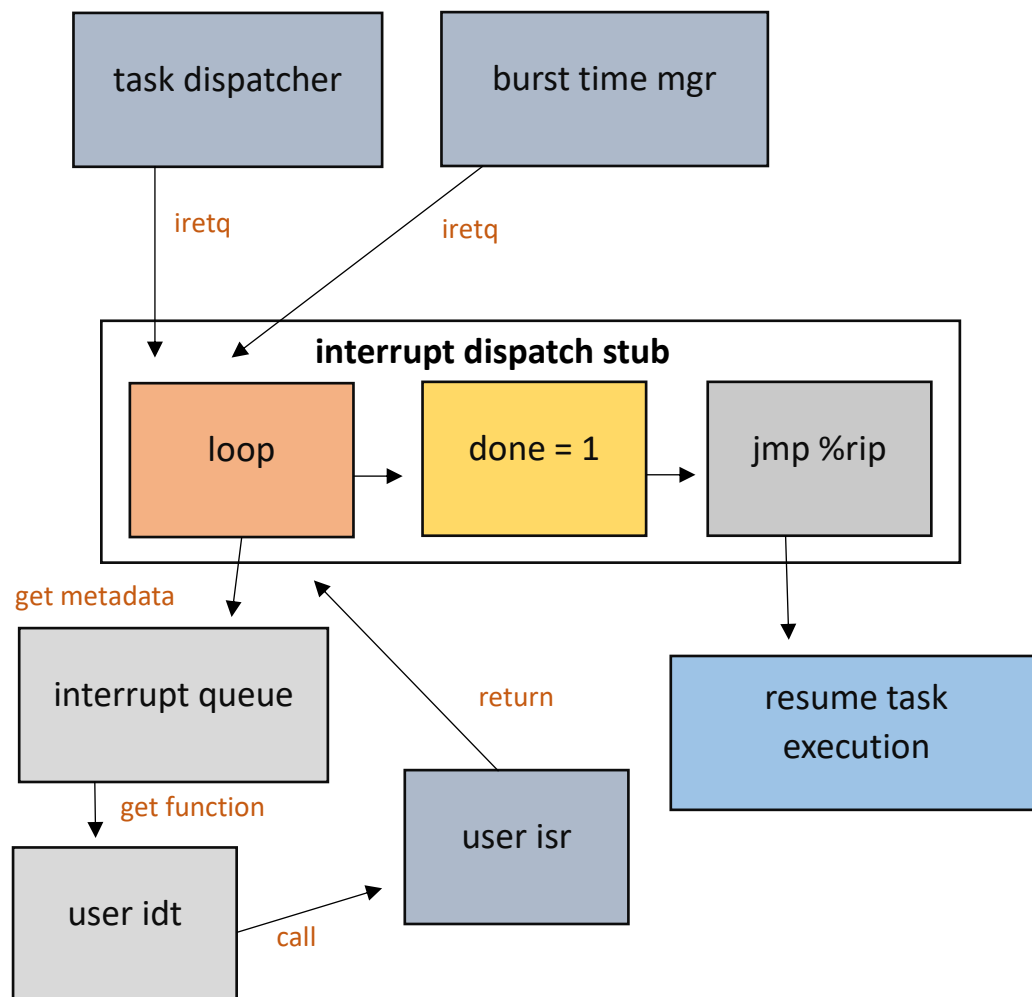 task dispatcher
burst time mgr
iretq
iretq
interrupt dispatch stub
loop
done = 1
jmp %rip
get metadata
interrupt queue
return
resume task
execution
get function
user isr
user idt
call